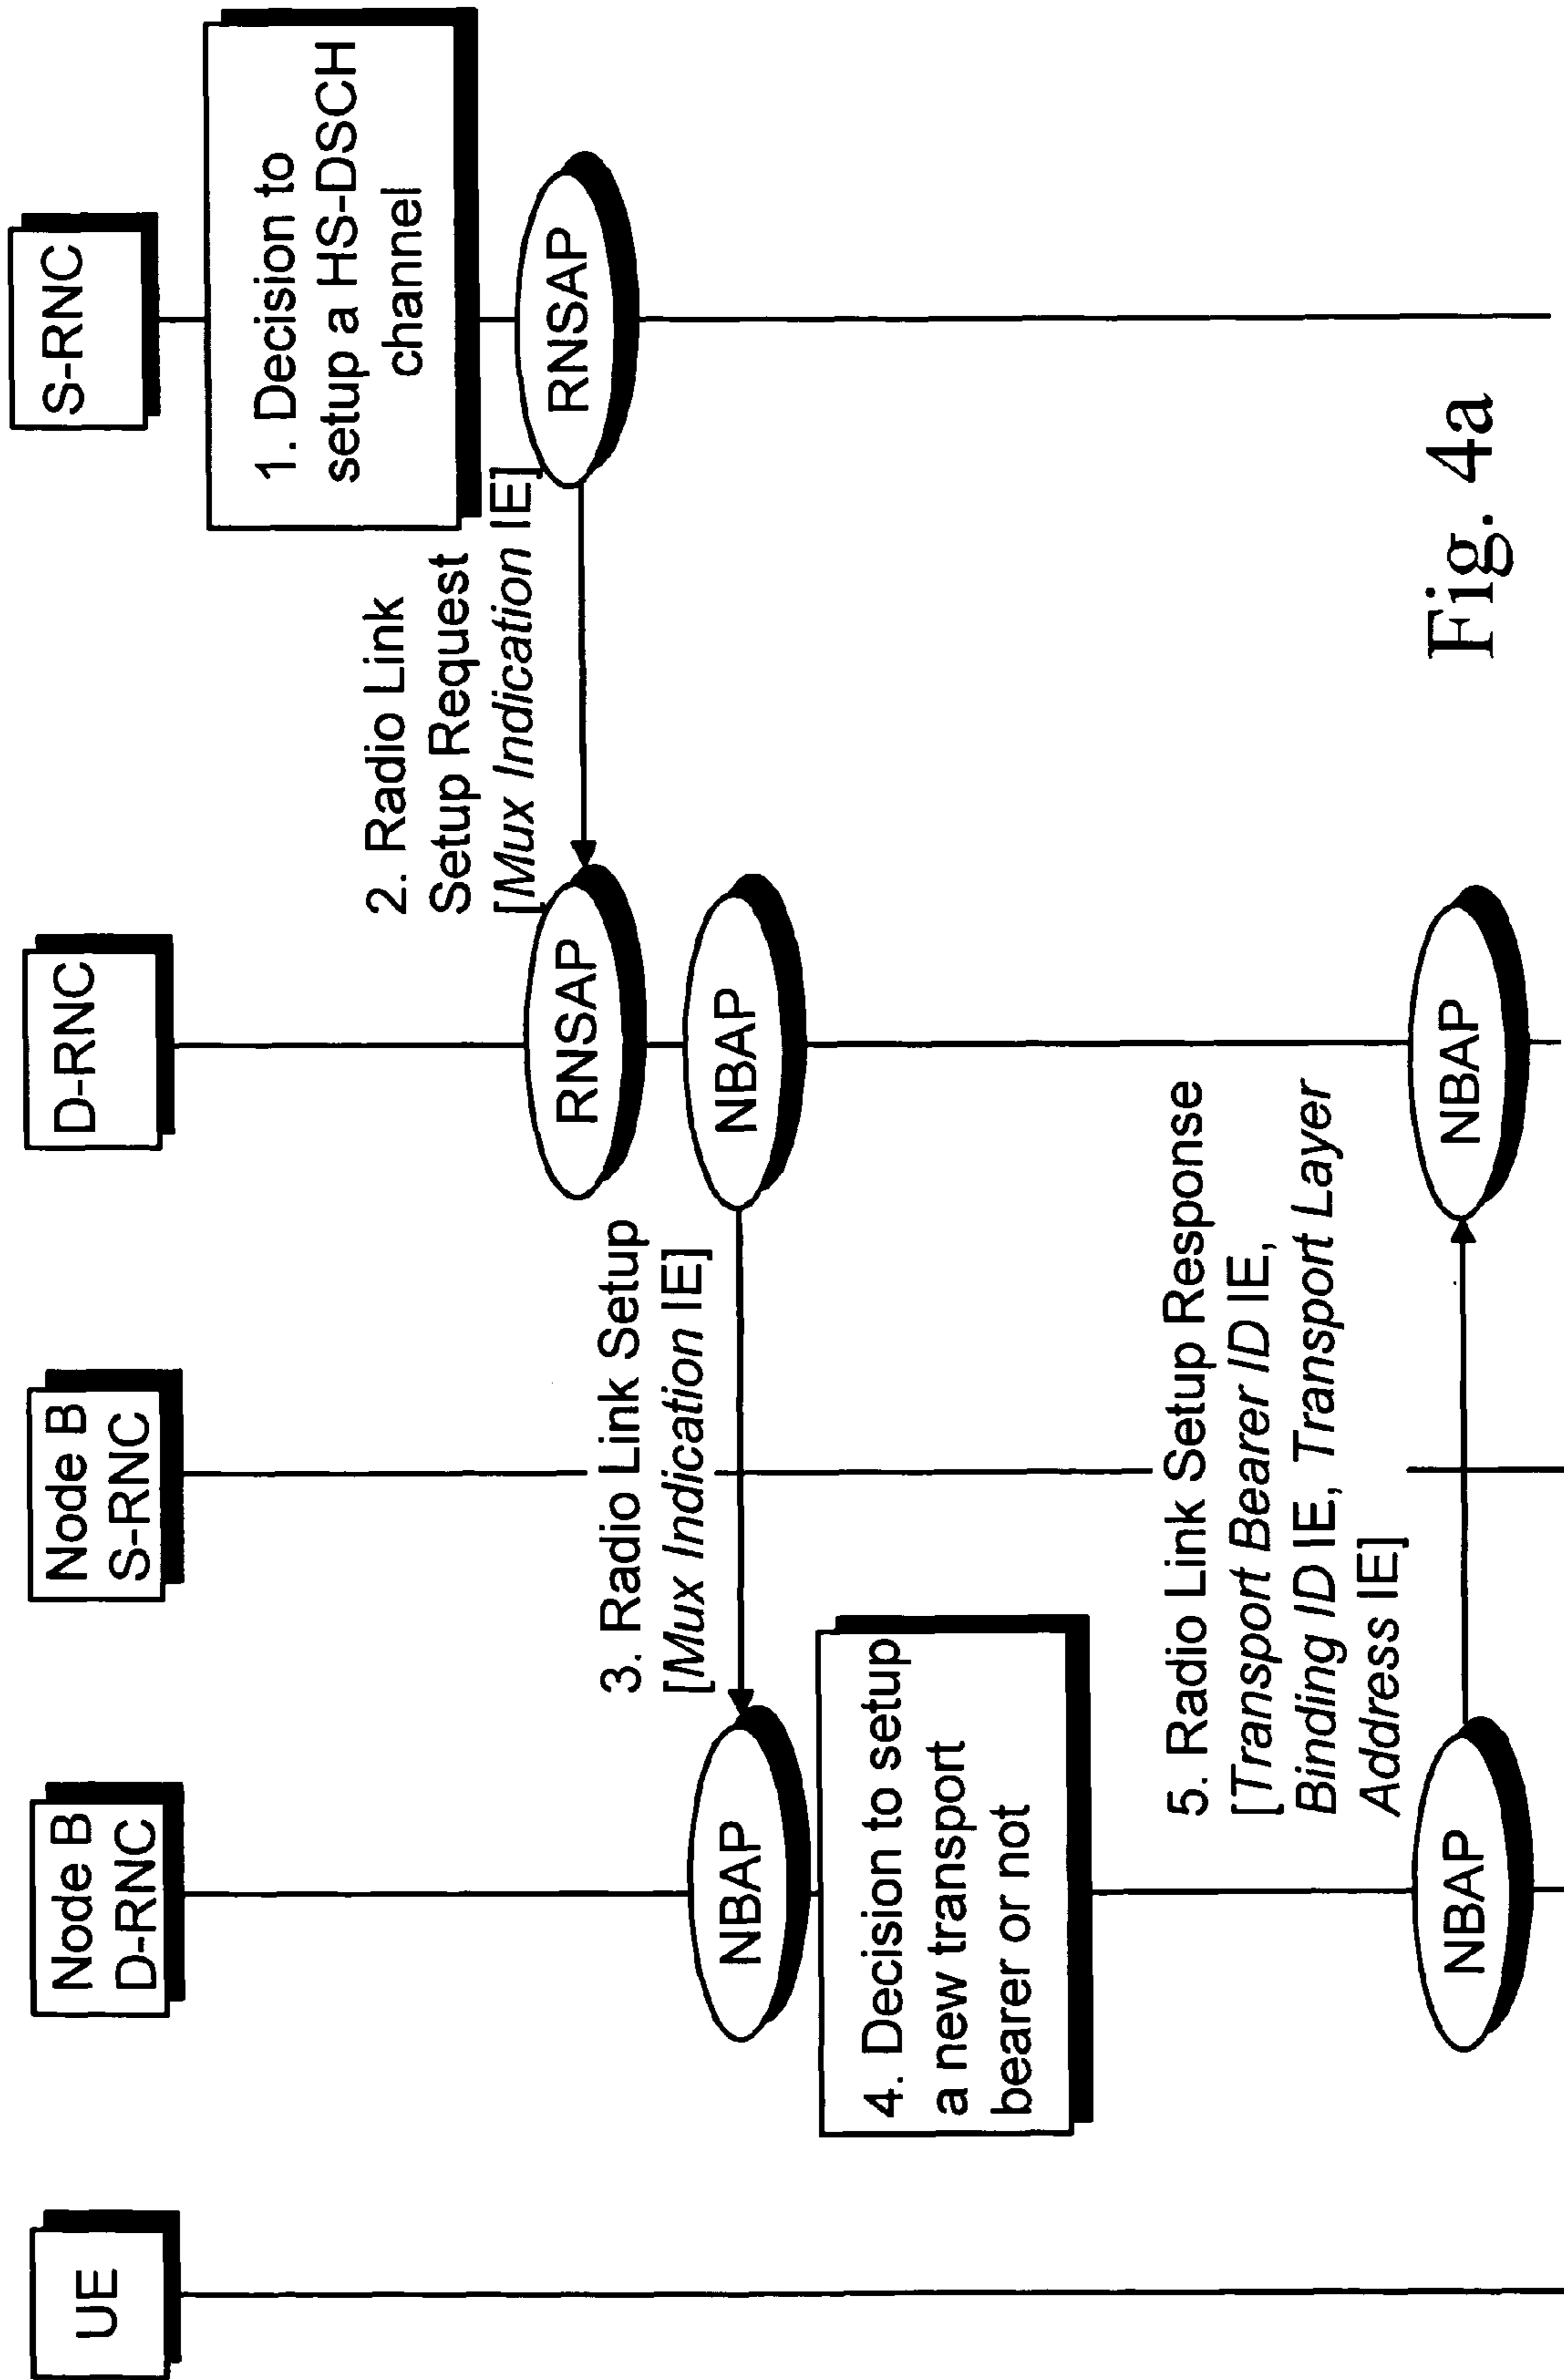 UE
Node B
D-RNC
Node B
S-RNC
D-RNC
S-RNC
1. Decision to
setup a HS-DSCH
channel
2. Radio Link
Setup Request
[Mux Indication IE]
RNSAP
RNSAP
3. Radio Link Setup
[Mux Indication IE]
NBAP
NBAP
4. Decision to setup
a new transport
bearer or not
5. Radio Link Setup Response
[Transport Bearer ID IE,
Binding ID IE, Transport Layer
Address IE]
NBAP
NBAP
Fig. 4a